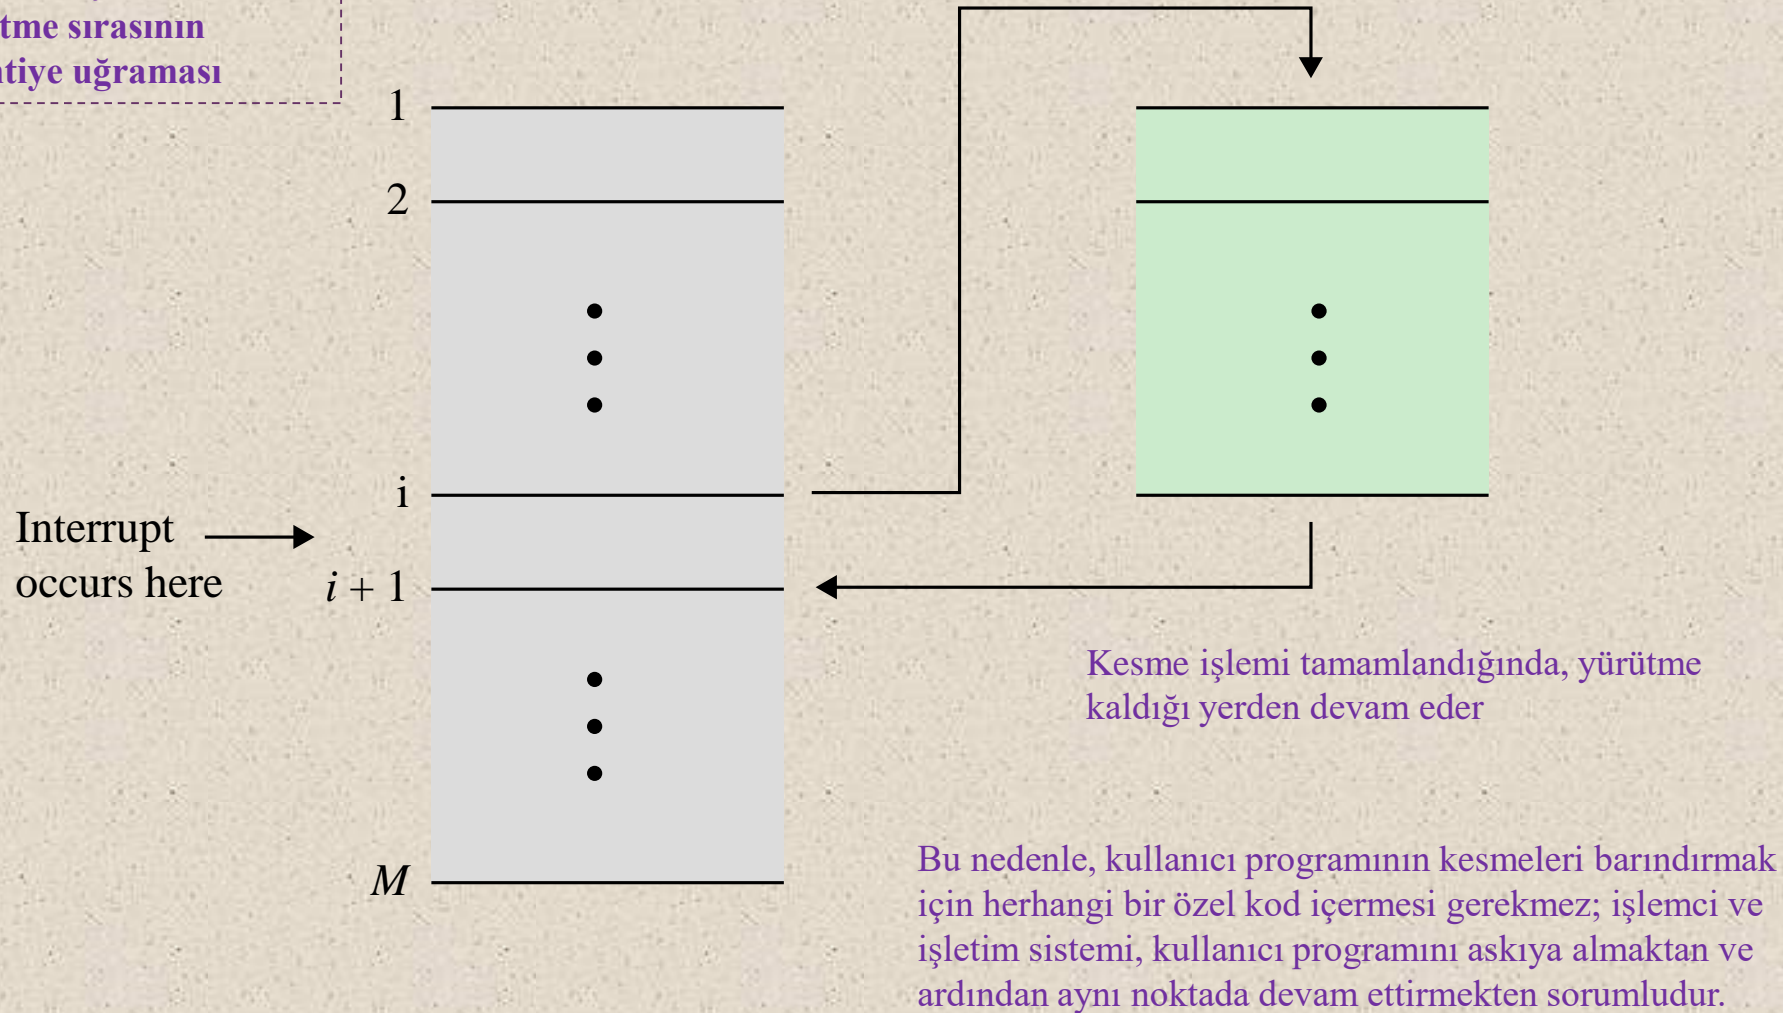 sırasının
uğraması
1
2
i
Interrupt
occurs here
i + 1
M
Kesme işlemi tamamlandığında, yürütme
kaldığı yerden devam eder
Bu nedenle, kullanıcı programının kesmeleri barındırmak
için herhangi bir özel kod içermesi gerekmez; işlemci ve
işletim sistemi, kullanıcı programını askıya almaktan ve
ardından aynı noktada devam ettirmekten sorumludur.